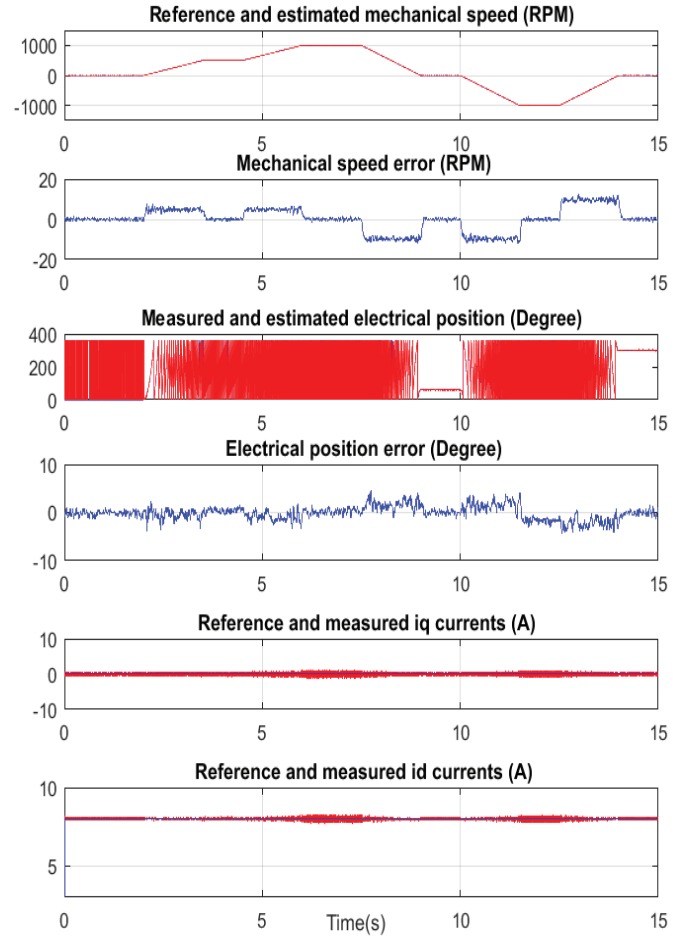 Reference and estimated mechanical speed (RPM)
1000
0
-1000
0 5 10 15
Mechanical speed error (RPM)
20
0
-20
0 5 10 15
Measured and estimated electrical position (Degree)
400
200
0
0 5 10 15
Electrical position error (Degree)
10
0
-10
0 5 10 15
Reference and measured iq currents (A)
10
0
-10
0 5 10 15
Reference and measured id currents (A)
10
5
0 5 10 15
Time(s)